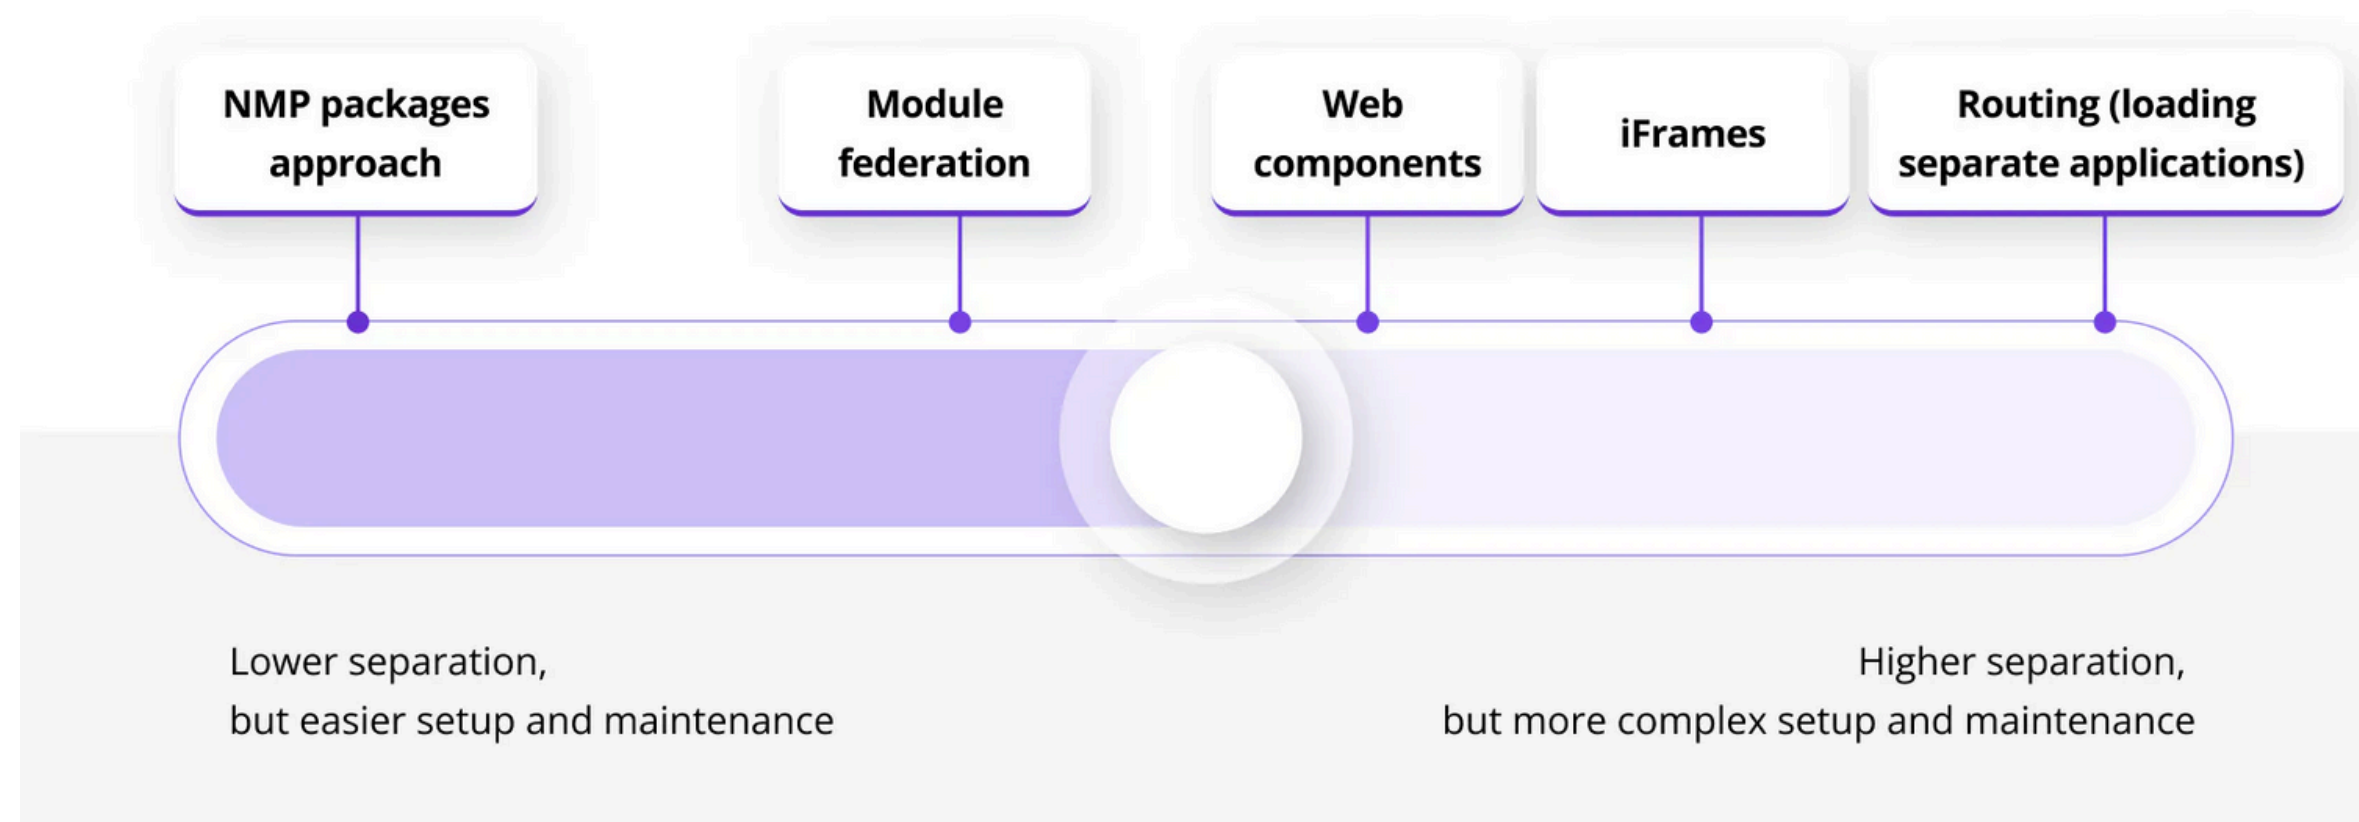 NMP packages
approach
Module
federation
Web
components
iFrames
Routing (loading
separate applications)
Lower separation,
but easier setup and maintenance
Higher separation,
but more complex setup and maintenance